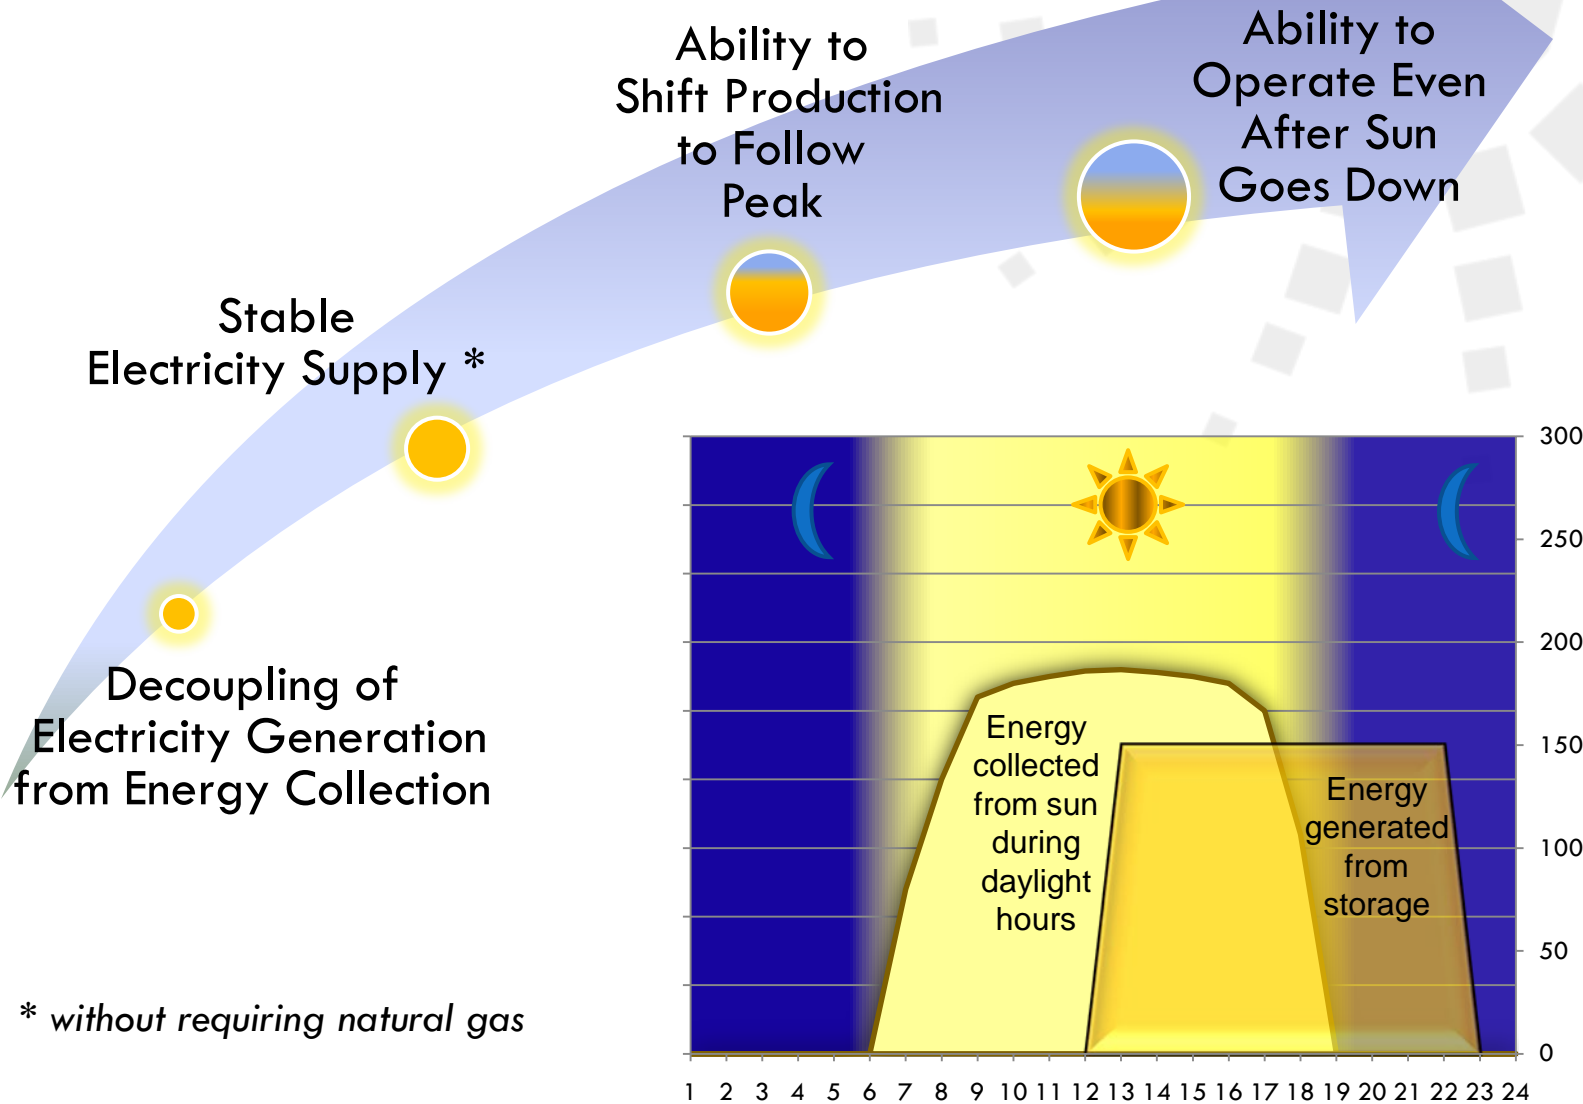 Ability to
Shift Production
to Follow
Peak
Ability to
Operate Even
After Sun
Goes Down
Stable
Electricity Supply *
Decoupling of
Electricity Generation
from Energy Collection
* without requiring natural gas
300
250
200
150
100
50
0
Energy
collected
from sun
during
daylight
hours
Energy
generated
from
storage
1 2 3 4 5 6 7 8 9 10 11 12 13 14 15 16 17 18 19 20 21 22 23 24